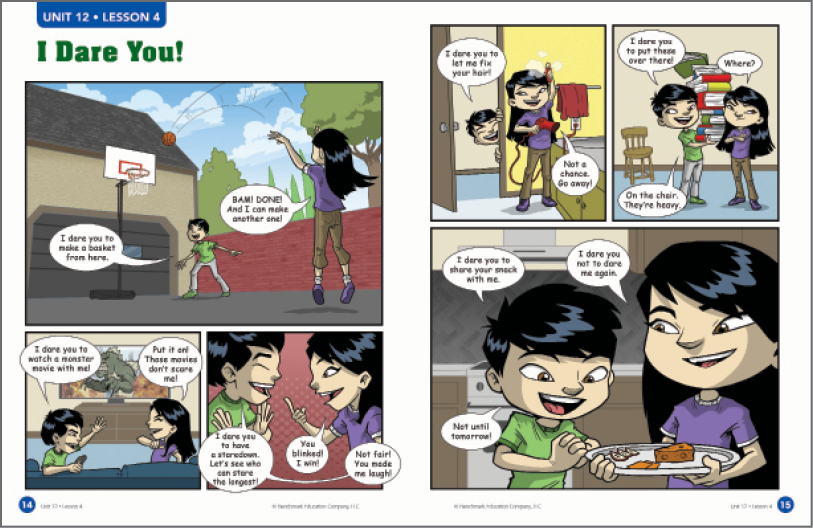 UNIT 12 • LESSON 4
I Dare You!
I dare you to
make a basket
from here.
BAM! DONE!
And I can make
another one!
I dare you to
watch a monster
movie with me!
Put it on!
Those movies
don't scare
me!
I dare you
to have
a staredown.
Let's see who
can stare
the longest!
You
blinked!
I win!
Not fair!
You made
me laugh!
14
Unit 12 • Lesson 4
© Benchmark Education Company, LLC
I dare you to
let me fix
your hair!
Not a
chance.
Go away!
I dare you
to put these
over there!
Where?
On the chair.
They're heavy.
I dare you to
share your snack
with me.
I dare you
not to dare
me again.
Not until
tomorrow!
© Benchmark Education Company, LLC
Unit 12 • Lesson 4
15